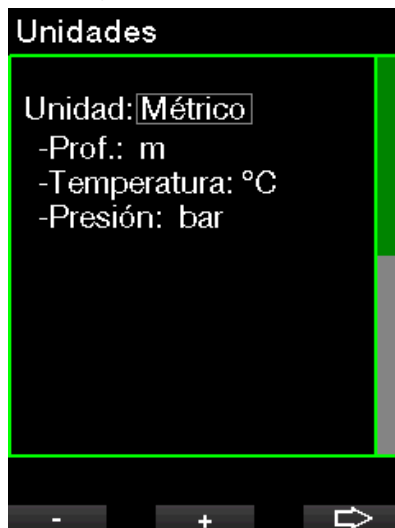 Unidades
Unidad: Métrico
-Prof.: m
-Temperatura: °C
-Presión: bar
- +